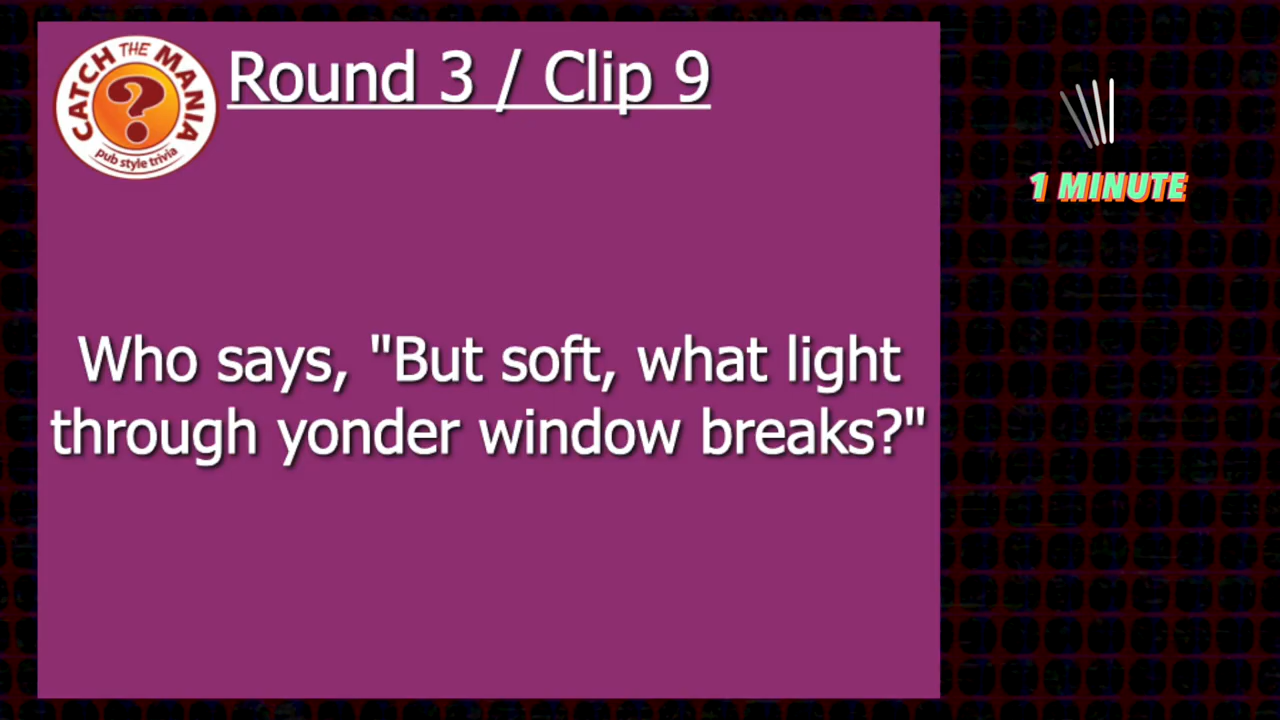 CATCH THE MANIA
?
pub style trivia
Round 3 / Clip 9
1 MINUTE
Who says, "But soft, what light
through yonder window breaks?"